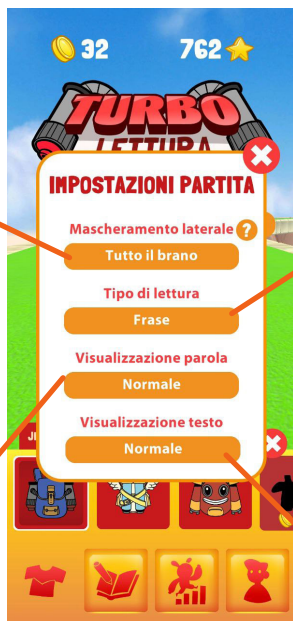 32
762
TURBO
LETTURA
IMPOSTAZIONI PARTITA
Mascheramento laterale ?
Tutto il brano
Tipo di lettura
Frase
Visualizzazione parola
Normale
Visualizzazione testo
Normale